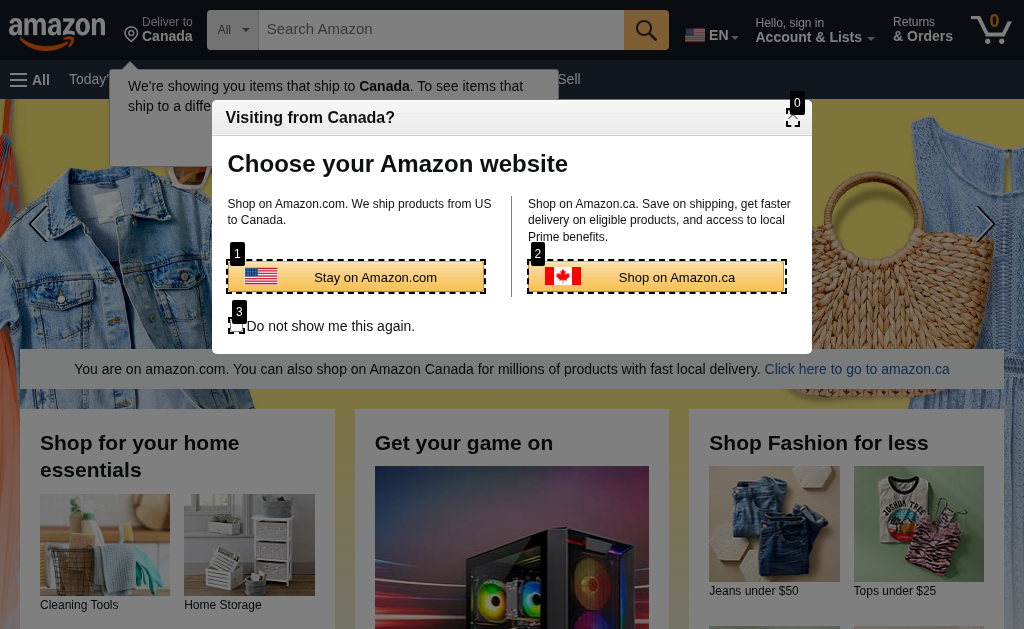 amazon
Deliver to
Canada
All
Search Amazon
EN
Hello, sign in
Account & Lists
Returns
& Orders
0
All
Today'
Sell
We're showing you items that ship to Canada. To see items that
ship to a diffe
0
Visiting from Canada?
Choose your Amazon website
Shop on Amazon.com. We ship products from US
to Canada.
Shop on Amazon.ca. Save on shipping, get faster
delivery on eligible products, and access to local
Prime benefits.
1
Stay on Amazon.com
2
Shop on Amazon.ca
3
Do not show me this again.
You are on amazon.com. You can also shop on Amazon Canada for millions of products with fast local delivery. Click here to go to amazon.ca
Shop for your home
essentials
Cleaning Tools
Home Storage
Get your game on
Shop Fashion for less
JOSHUA TREE
Jeans under $50
Tops under $25